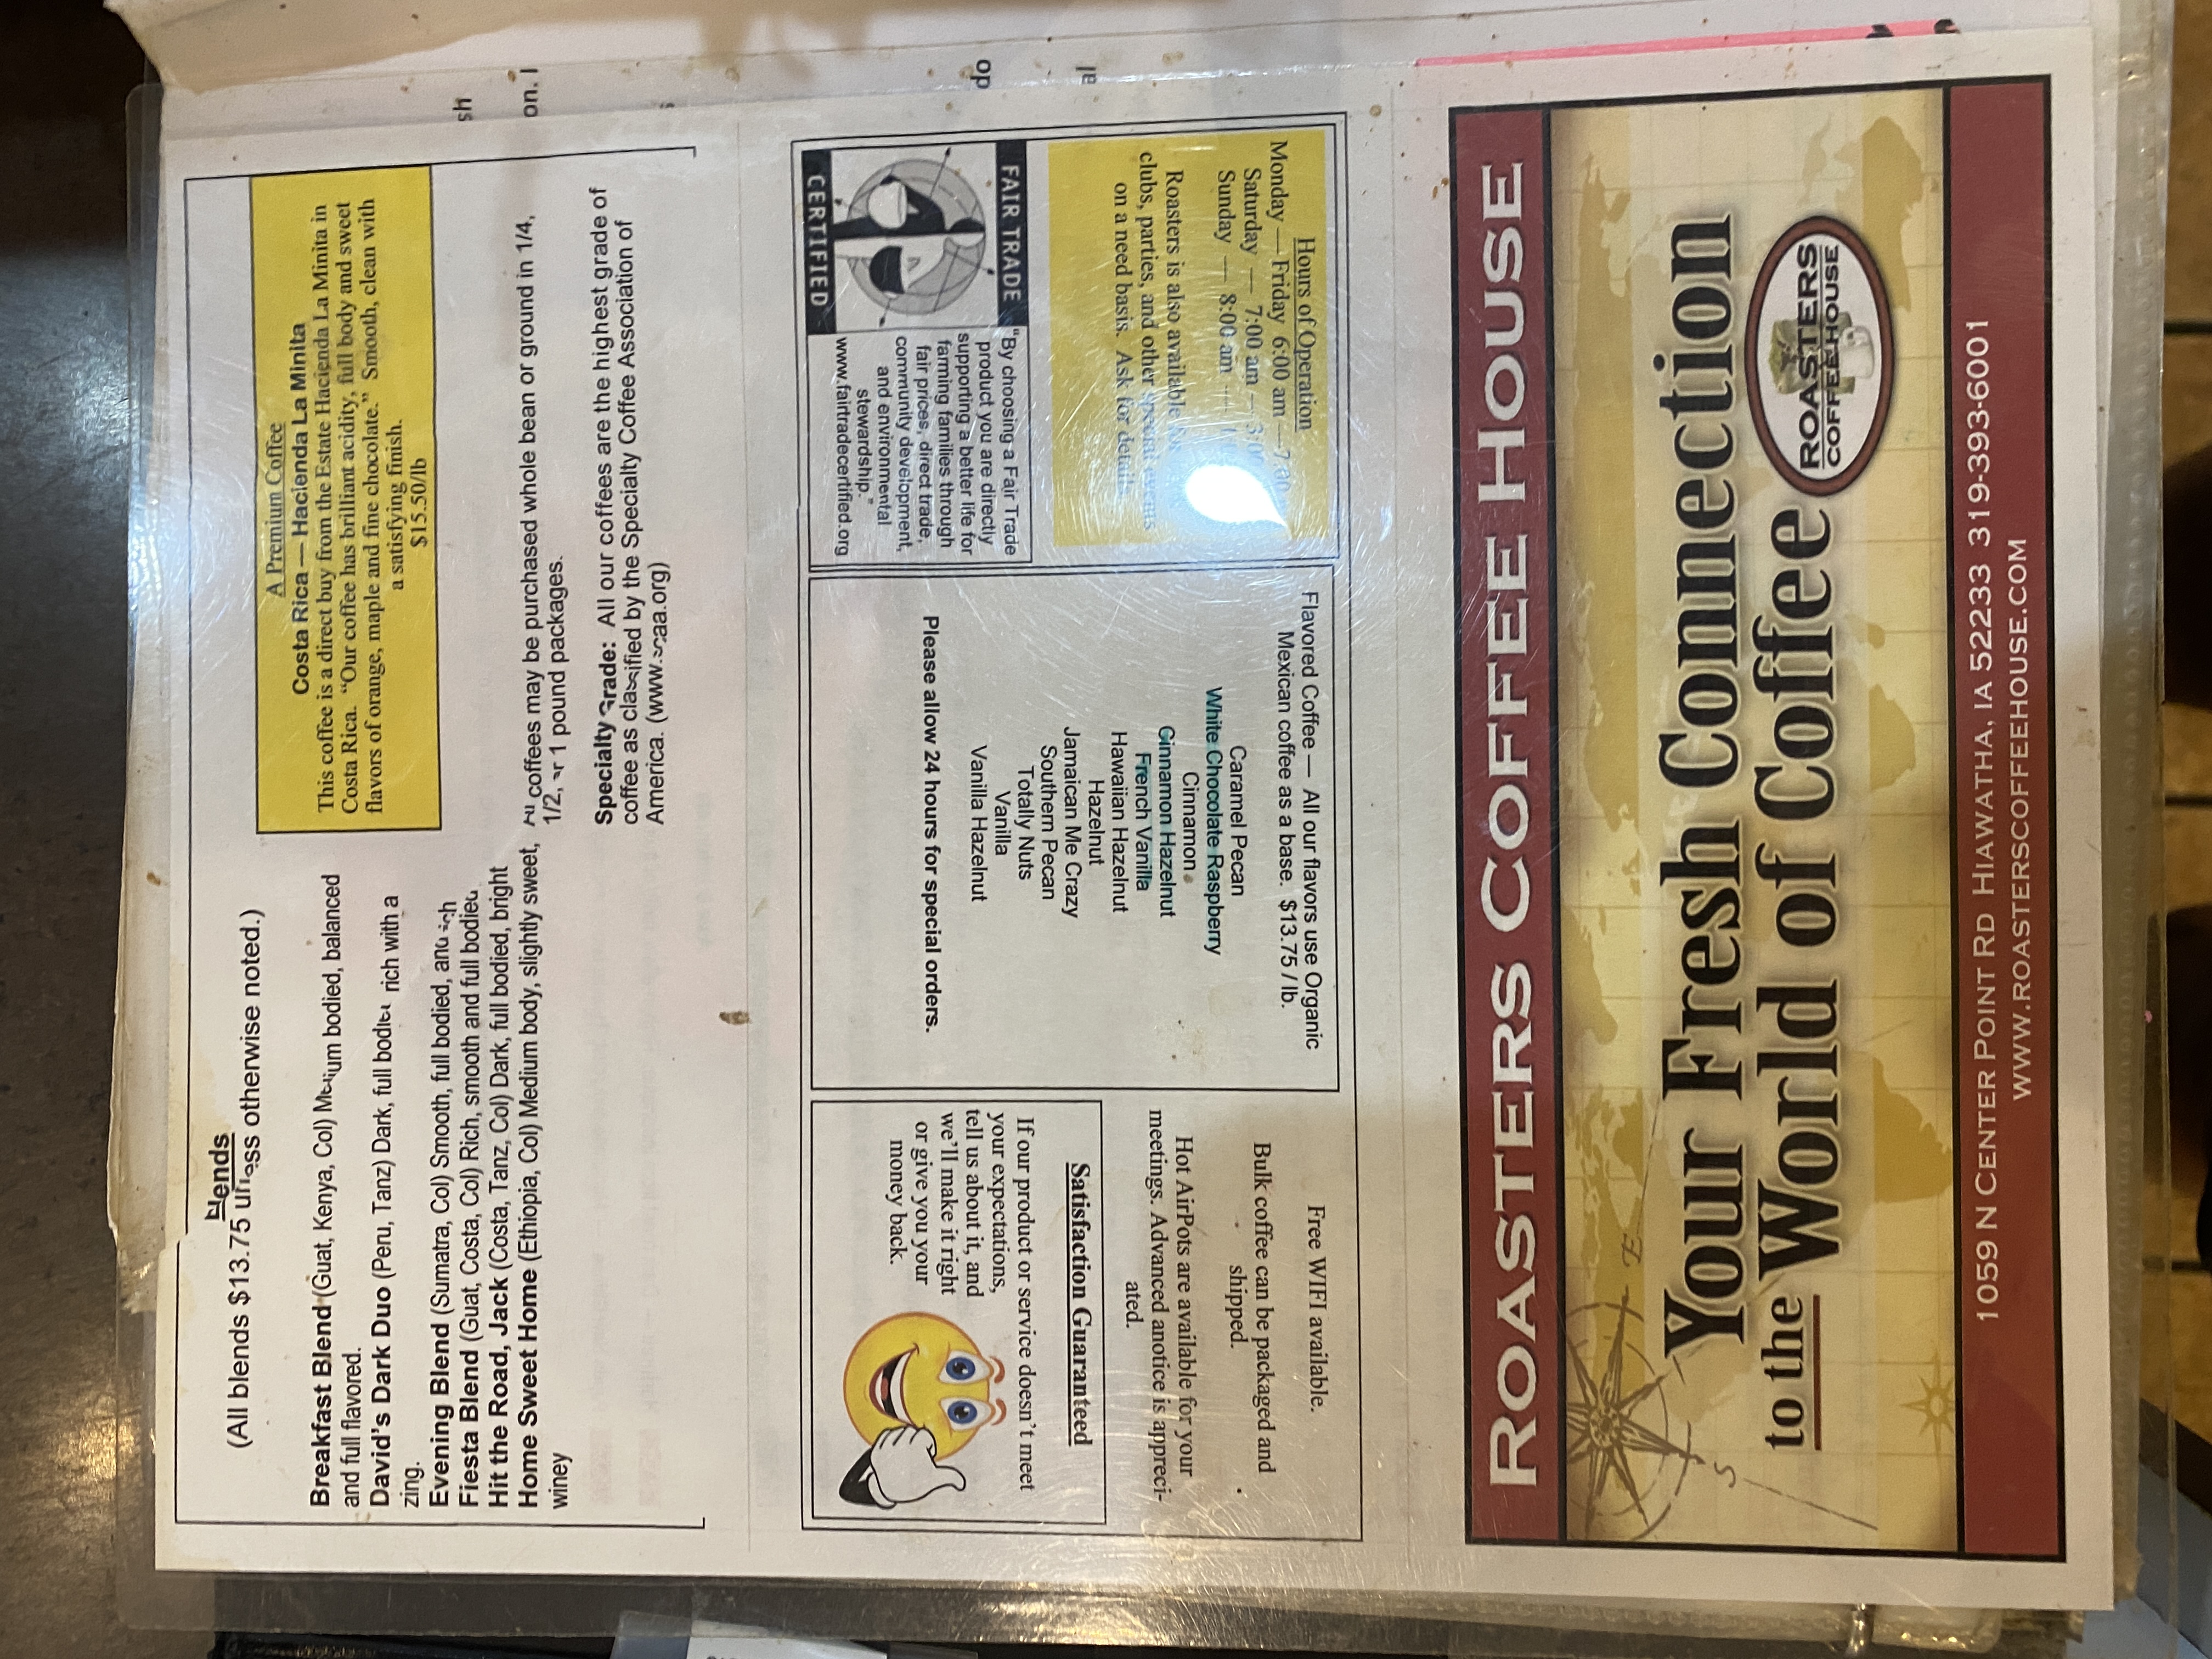 Blends
(All blends $13.75 unless otherwise noted.)
Breakfast Blend (Guat, Kenya, Col) Medium bodied, balanced
and full flavored.
David's Dark Duo (Peru, Tanz) Dark, full bodied rich with a
zing.
Evening Blend (Sumatra, Col) Smooth, full bodied, and rich
Fiesta Blend (Guat, Costa, Col) Rich, smooth and full bodied
Hit the Road, Jack (Costa, Tanz, Col) Dark, full bodied, bright
Home Sweet Home (Ethiopia, Col) Medium body, slightly sweet,
winey
A Premium Coffee
Costa Rica — Hacienda La Minita
This coffee is a direct buy from the Estate Hacienda La Minita in
Costa Rica. "Our coffee has brilliant acidity, full body and sweet
flavors of orange, maple and fine chocolate." Smooth, clean with
a satisfying finish.
$15.50/lb
All coffees may be purchased whole bean or ground in 1/4,
1/2, or 1 pound packages.
Specialty Grade: All our coffees are the highest grade of
coffee as classified by the Specialty Coffee Association of
America. (www.scaa.org)
sh
on. I
op
Hours of Operation
Monday — Friday 6:00 am —
Saturday — 7:00 am —
Sunday — 8:00 am —
Roasters is also available
clubs, parties, and other special events
on a need basis. Ask for details
FAIR TRADE
CERTIFIED
"By choosing a Fair Trade
product you are directly
supporting a better life for
farming families through
fair prices, direct trade,
community development,
and environmental
stewardship."
www.fairtradecertified.org
Flavored Coffee — All our flavors use Organic
Mexican coffee as a base. $13.75 / lb.
Caramel Pecan
White Chocolate Raspberry
Cinnamon
Cinnamon Hazelnut
French Vanilla
Hawaiian Hazelnut
Hazelnut
Jamaican Me Crazy
Southern Pecan
Totally Nuts
Vanilla
Vanilla Hazelnut
Please allow 24 hours for special orders.
Free WIFI available.
Bulk coffee can be packaged and
shipped.
Hot AirPots are available for your
meetings. Advanced anotice is appreci-
ated.
Satisfaction Guaranteed
If our product or service doesn't meet
your expectations,
tell us about it, and
we'll make it right
or give you your
money back.
ROASTERS COFFEE HOUSE
Your Fresh Connection
to the World of Coffee
ROASTERS
COFFEE HOUSE
E
S
1059 N CENTER POINT RD HIAWATHA, IA 52233 319-393-6001
WWW.ROASTERSCOFFEEHOUSE.COM